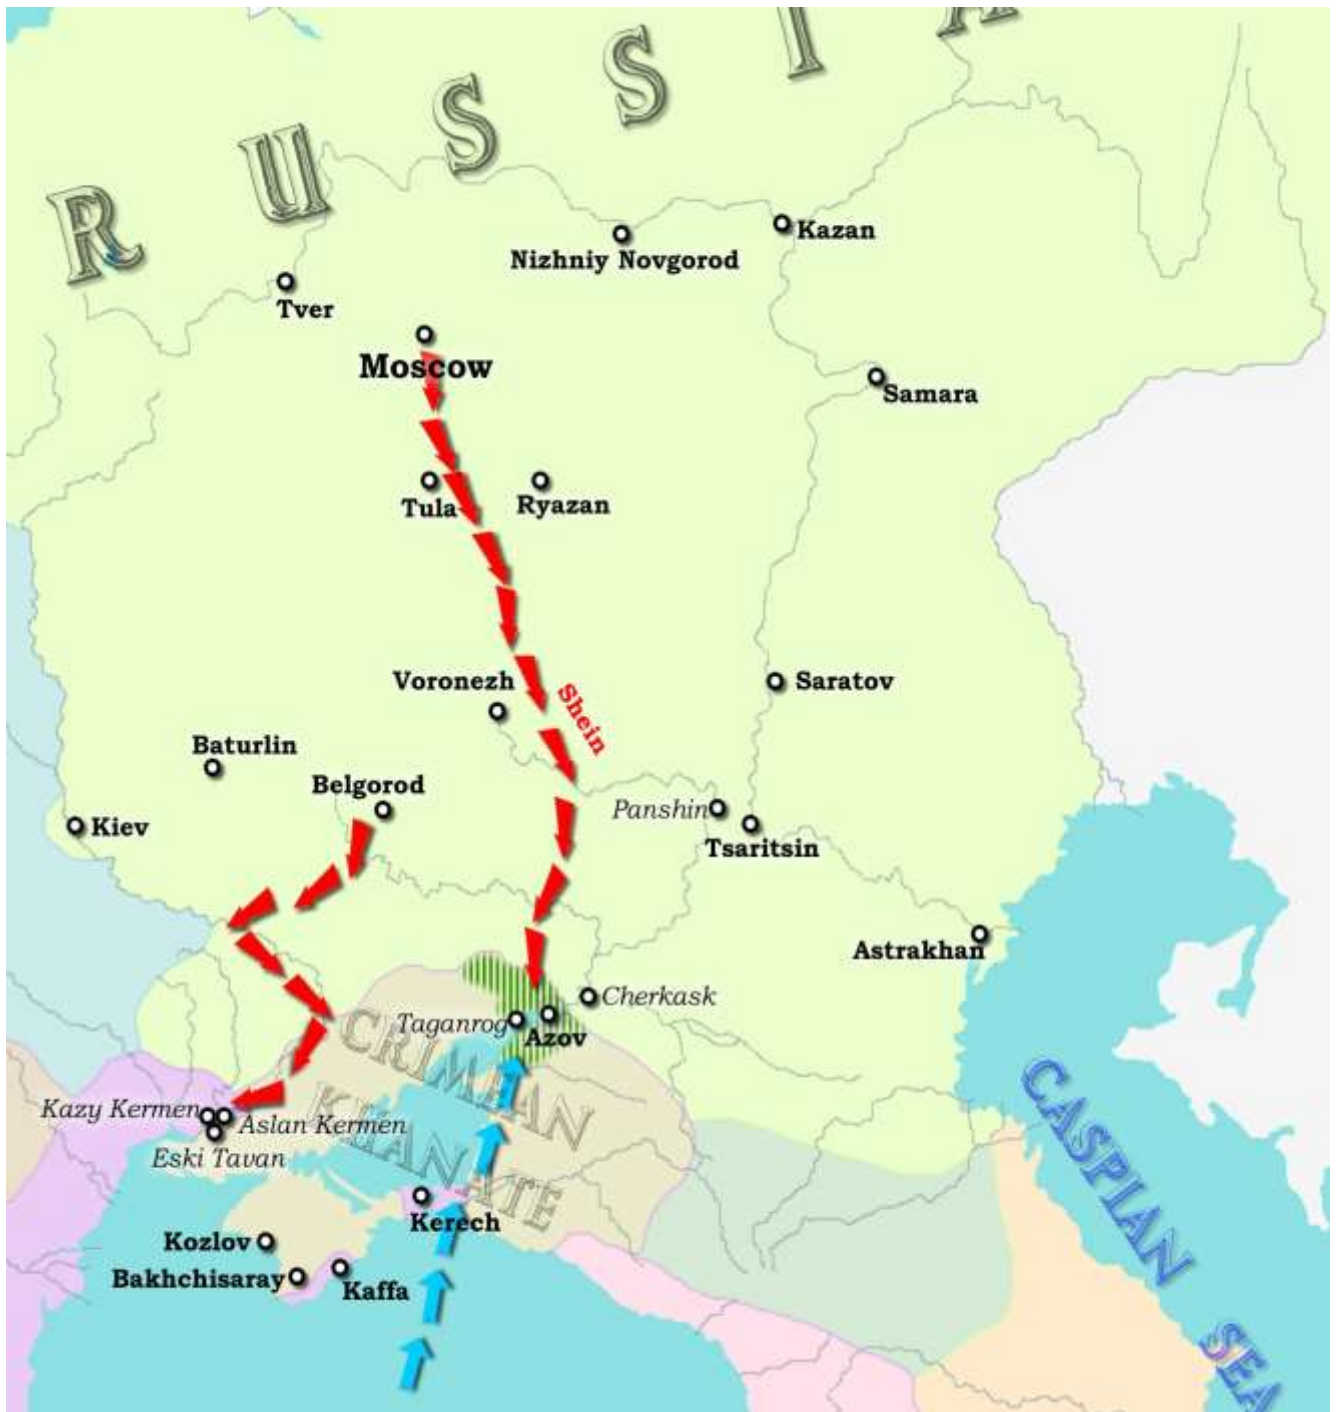 RUSSIA
Kazan
Nizhniy Novgorod
Tver
Moscow
Samara
Tula
Ryazan
Voronezh
Saratov
Shein
Baturlin
Belgorod
Panshin
Kiev
Tsaritsin
Astrakhan
Cherkask
Taganrog
Azov
CRIMEAN
KHANATE
CASPIAN SEA
Kazy Kermen
Aslan Kermen
Eski Tavan
Kerech
Kozlov
Bakhchisaray
Kaffa